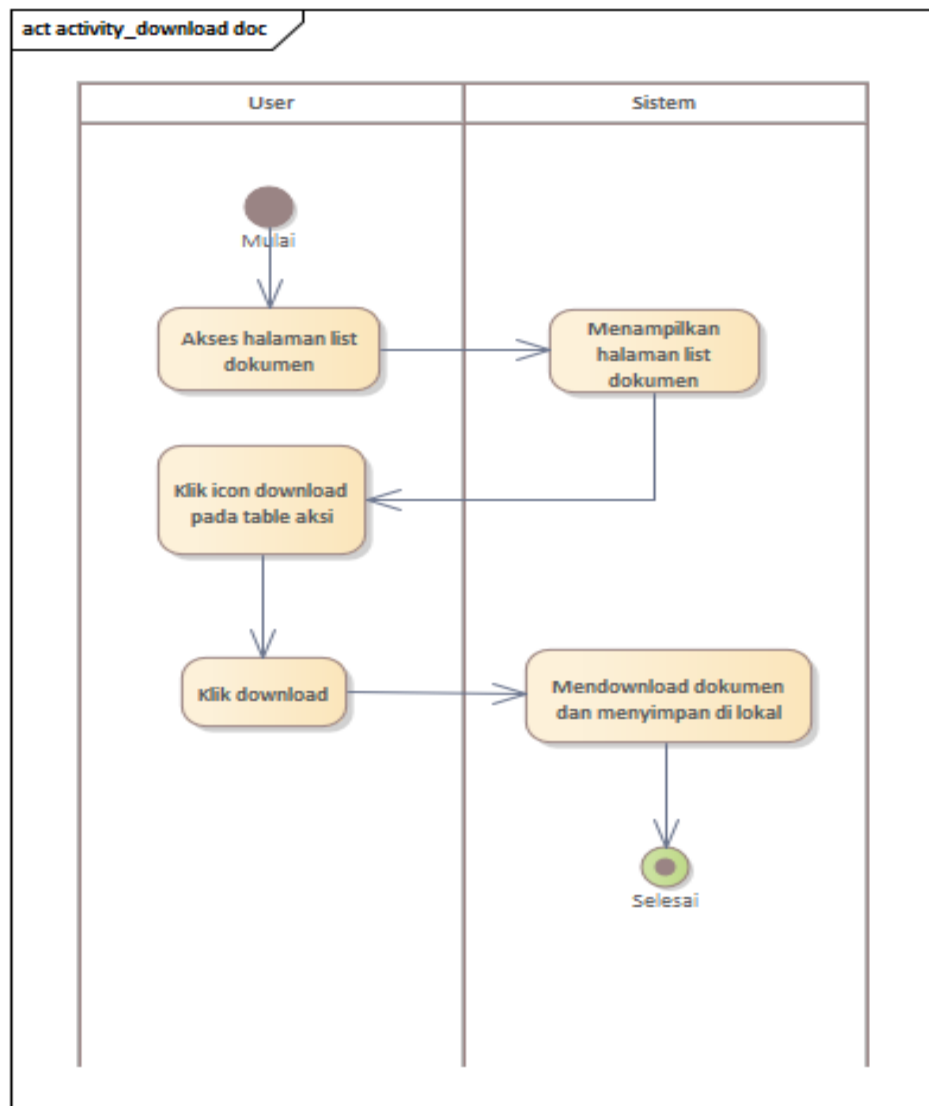 act activity_download doc
User
Sistem
Mulai
Akses halaman list
dokumen
Menampilkan
halaman list
dokumen
Klik icon download
pada table aksi
Klik download
Mendownload dokumen
dan menyimpan di lokal
Selesai